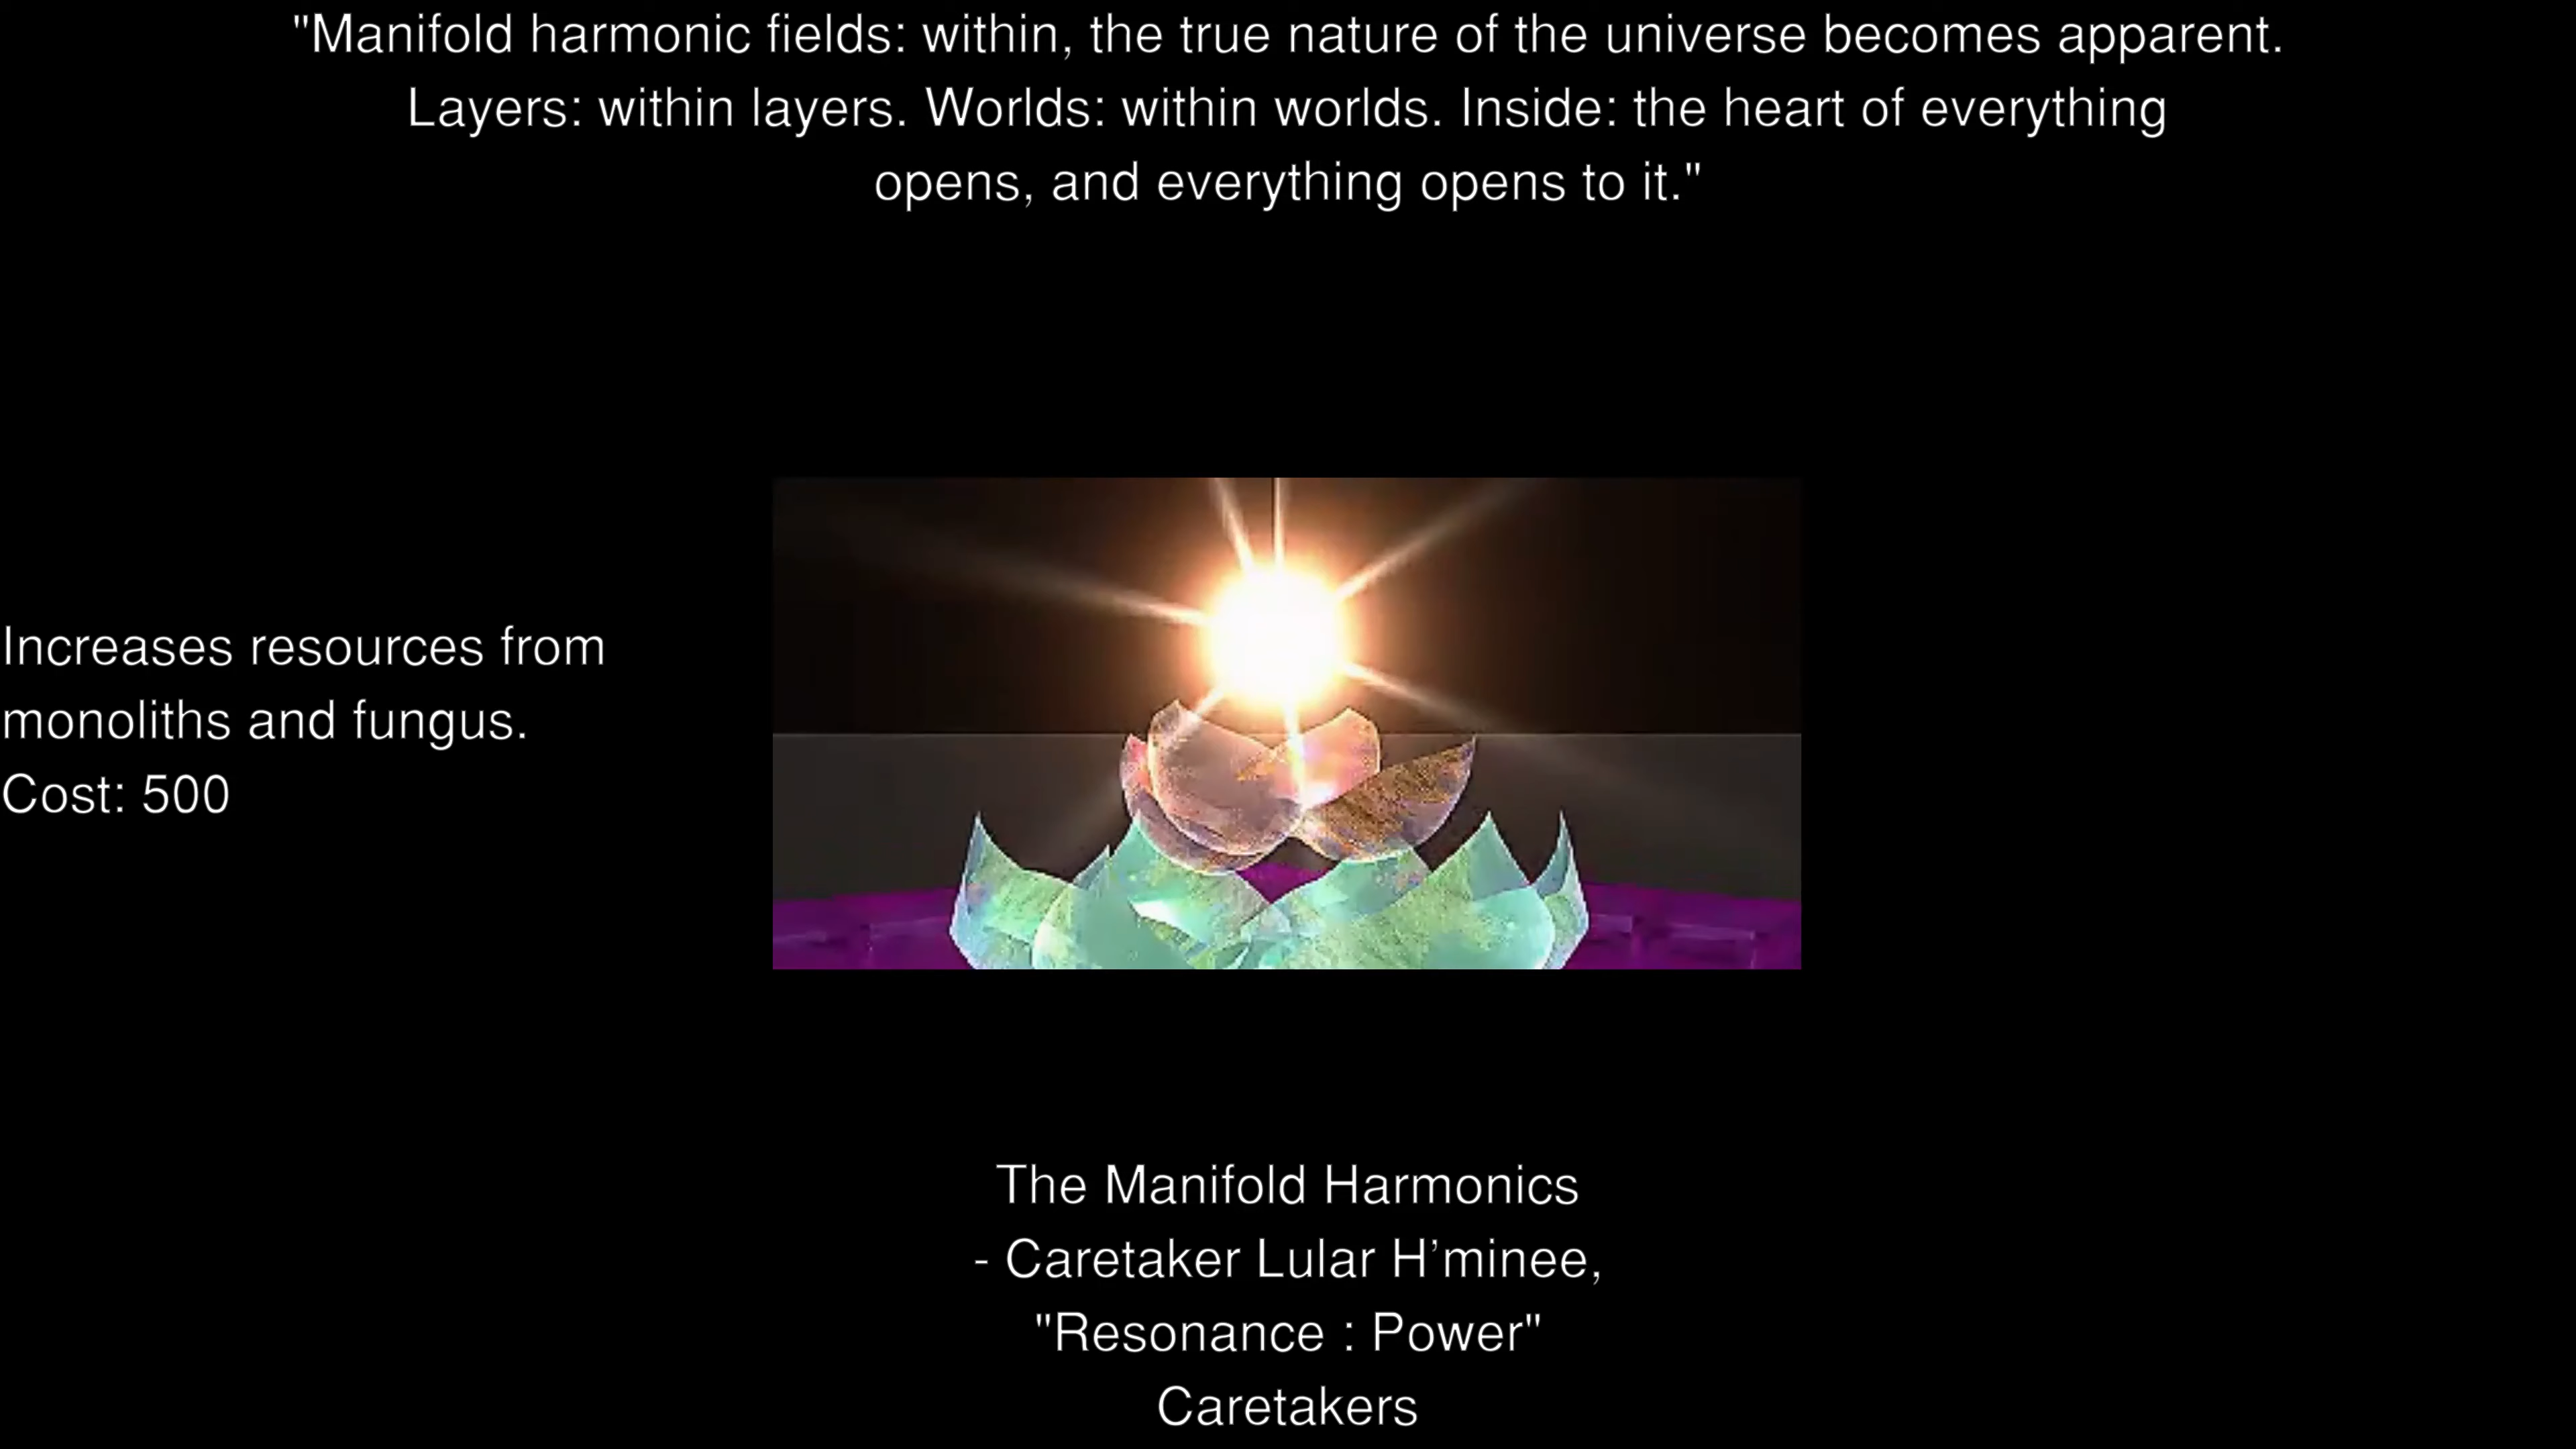 "Manifold harmonic fields: within, the true nature of the universe becomes apparent.
Layers: within layers. Worlds: within worlds. Inside: the heart of everything
opens, and everything opens to it."
Increases resources from
monoliths and fungus.
Cost: 500
The Manifold Harmonics
- Caretaker Lular H’minee,
"Resonance : Power"
Caretakers